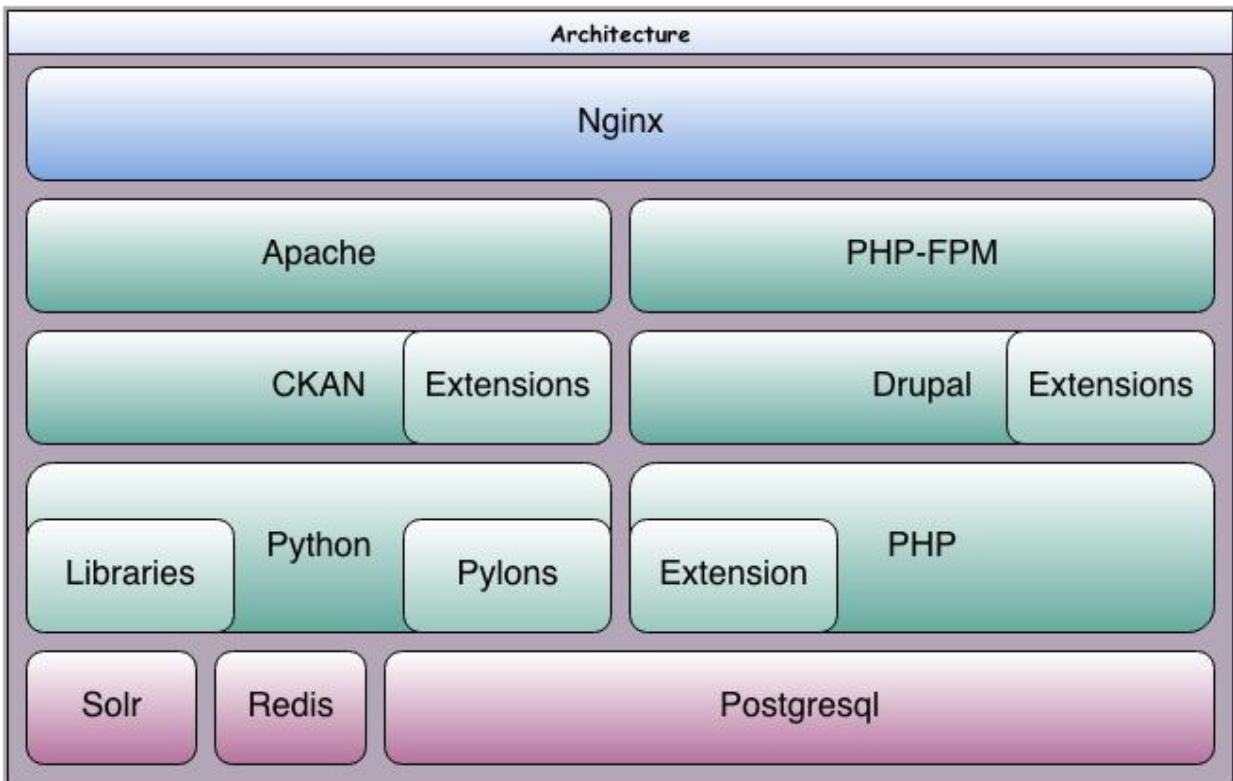 Architecture
Nginx
Apache
PHP-FPM
CKAN
Extensions
Drupal
Extensions
Python
Libraries
Pylons
PHP
Extension
Solr
Redis
Postgresql